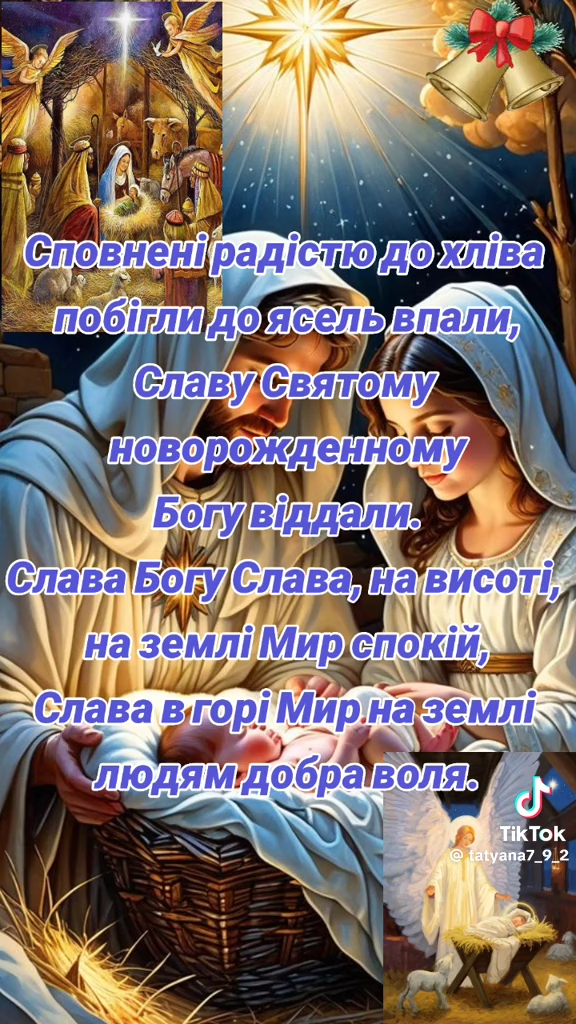 Сповнені радістю до хліва
побігли до ясель впали,
Славу Святому
новорожденному
Богу віддали.
Слава Богу Слава, на висоті,
на землі Мир спокій,
Слава в горі Мир на землі
людям добра воля.
TikTok
@ tatyana7_9_2